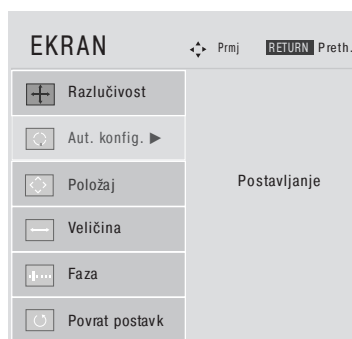 EKRAN
Prmj RETURN Preth.
Razlučivost
Aut. konfig. ►
Položaj
Postavljanje
Veličina
Faza
Povrat postavk